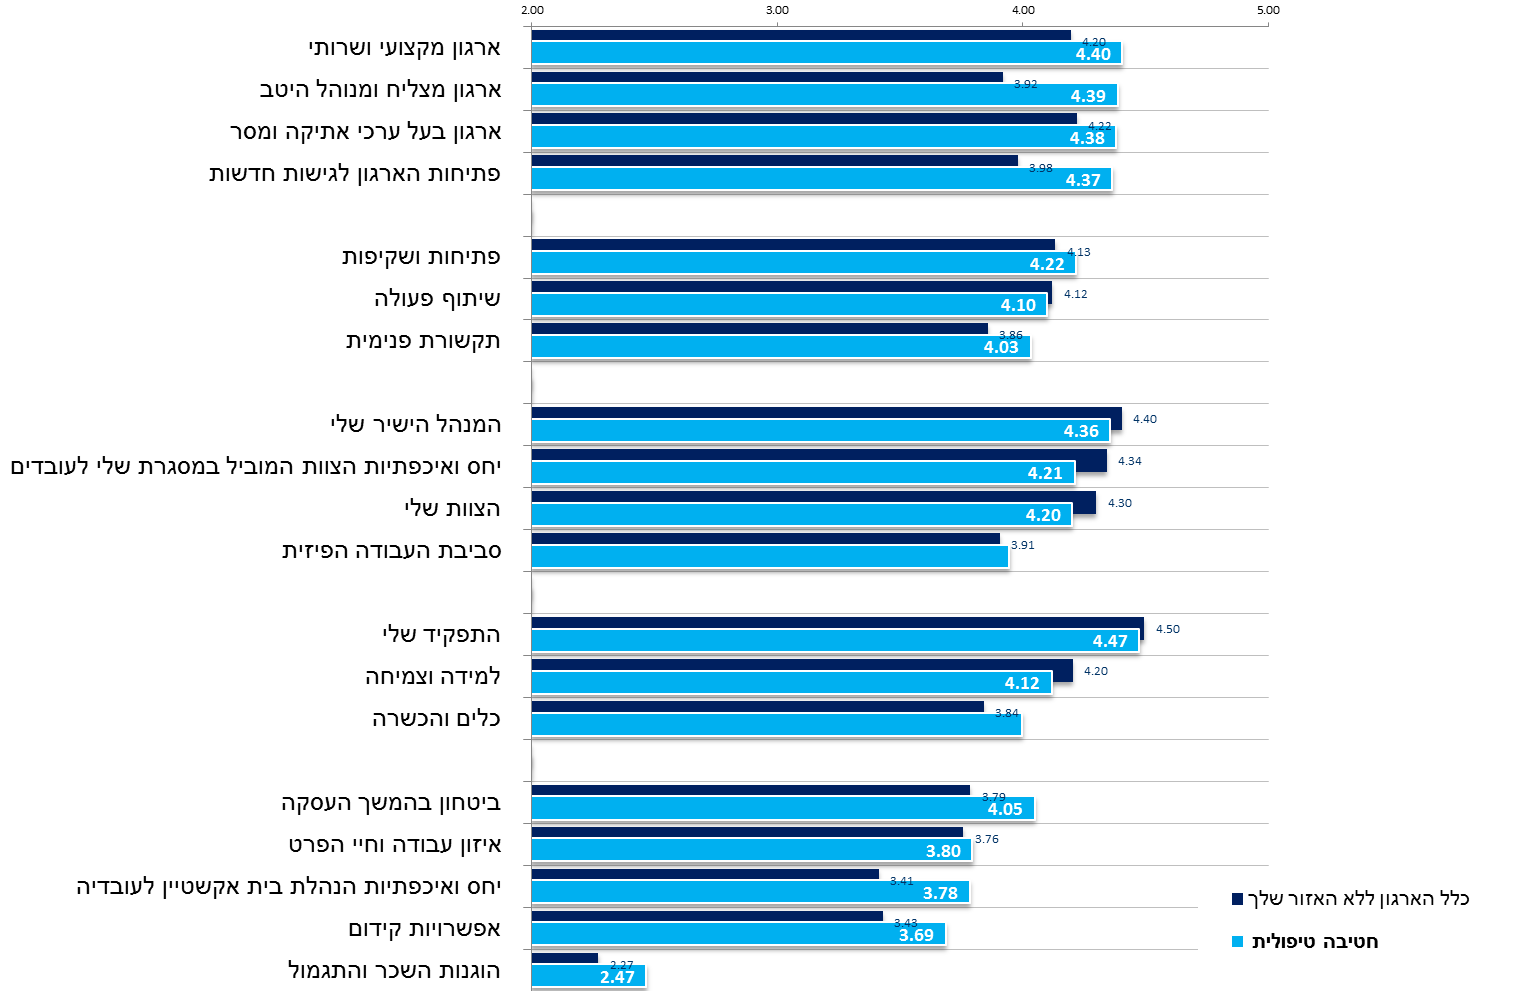 2.00 3.00 4.00 5.00
ארגון מקצועי ושרותי 4.20 4.40
ארגון מצליח ומנוהל היטב 3.92 4.39
ארגון בעל ערכי אתיקה ומסר 4.22 4.38
פתיחות הארגון לגישות חדשות 3.98 4.37
פתיחות ושקיפות 4.13 4.22
שיתוף פעולה 4.12 4.10
תקשורת פנימית 3.86 4.03
המנהל הישיר שלי 4.40 4.36
יחס ואיכפתיות הצוות המוביל במסגרת שלי לעובדים 4.34 4.21
הצוות שלי 4.30 4.20
סביבת העבודה הפיזית 3.91
התפקיד שלי 4.50 4.47
למידה וצמיחה 4.20 4.12
כלים והכשרה 3.84
ביטחון בהמשך העסקה 3.79 4.05
איזון עבודה וחיי הפרט 3.76 3.80
יחס ואיכפתיות הנהלת בית אקשטיין לעובדיה 3.41 3.78
אפשרויות קידום 3.43 3.69
הוגנות השכר והתגמול 2.27 2.47
כלל הארגון ללא האזור שלך
חטיבה טיפולית